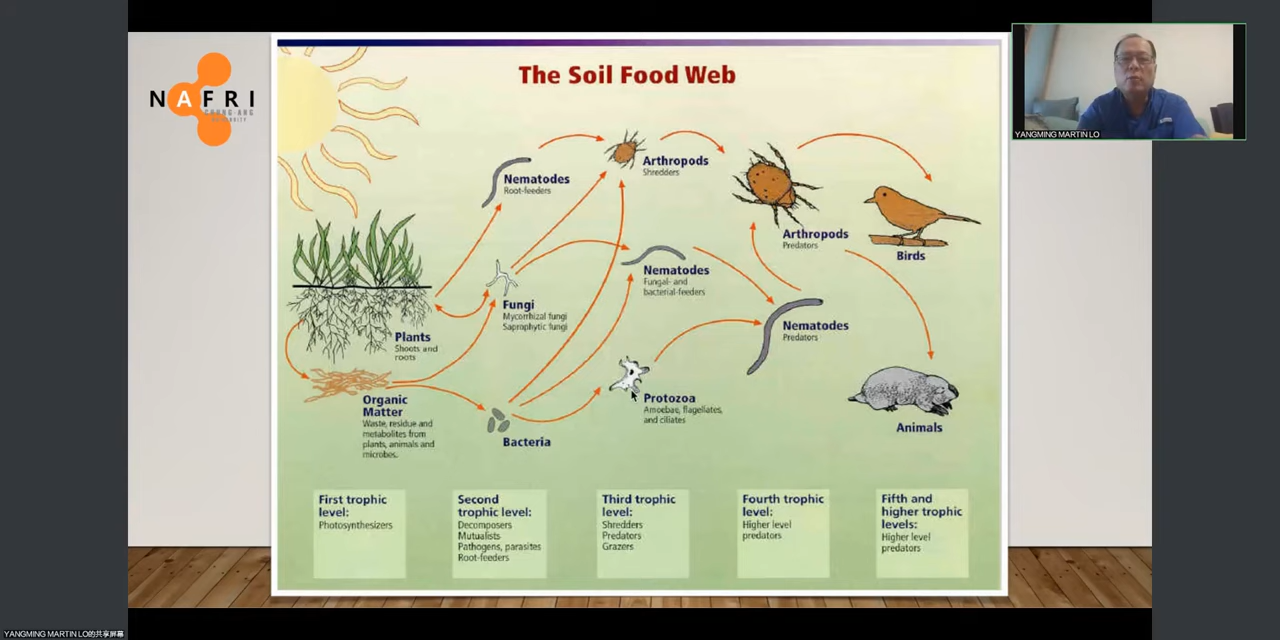 NAFRI
The Soil Food Web
YANGMING MARTIN LO
Nematodes
Root-feeders
Arthropods
Shredders
Arthropods
Predators
Birds
Nematodes
Fungal- and
bacterial-feeders
Fungi
Mycorrhizal fungi
Saprophytic fungi
Nematodes
Predators
Plants
Shoots and
roots
Organic
Matter
Waste, residue and
metabolites from
plants, animals and
microbes.
Bacteria
Protozoa
Amoebae, flagellates,
and ciliates
Animals
First trophic
level:
Photosynthesizers
Second
trophic level:
Decomposers
Mutualists
Pathogens, parasites
Root-feeders
Third trophic
level:
Shredders
Predators
Grazers
Fourth trophic
level:
Higher level
predators
Fifth and
higher trophic
levels:
Higher level
predators
YANGMING MARTIN LO的共享屏幕